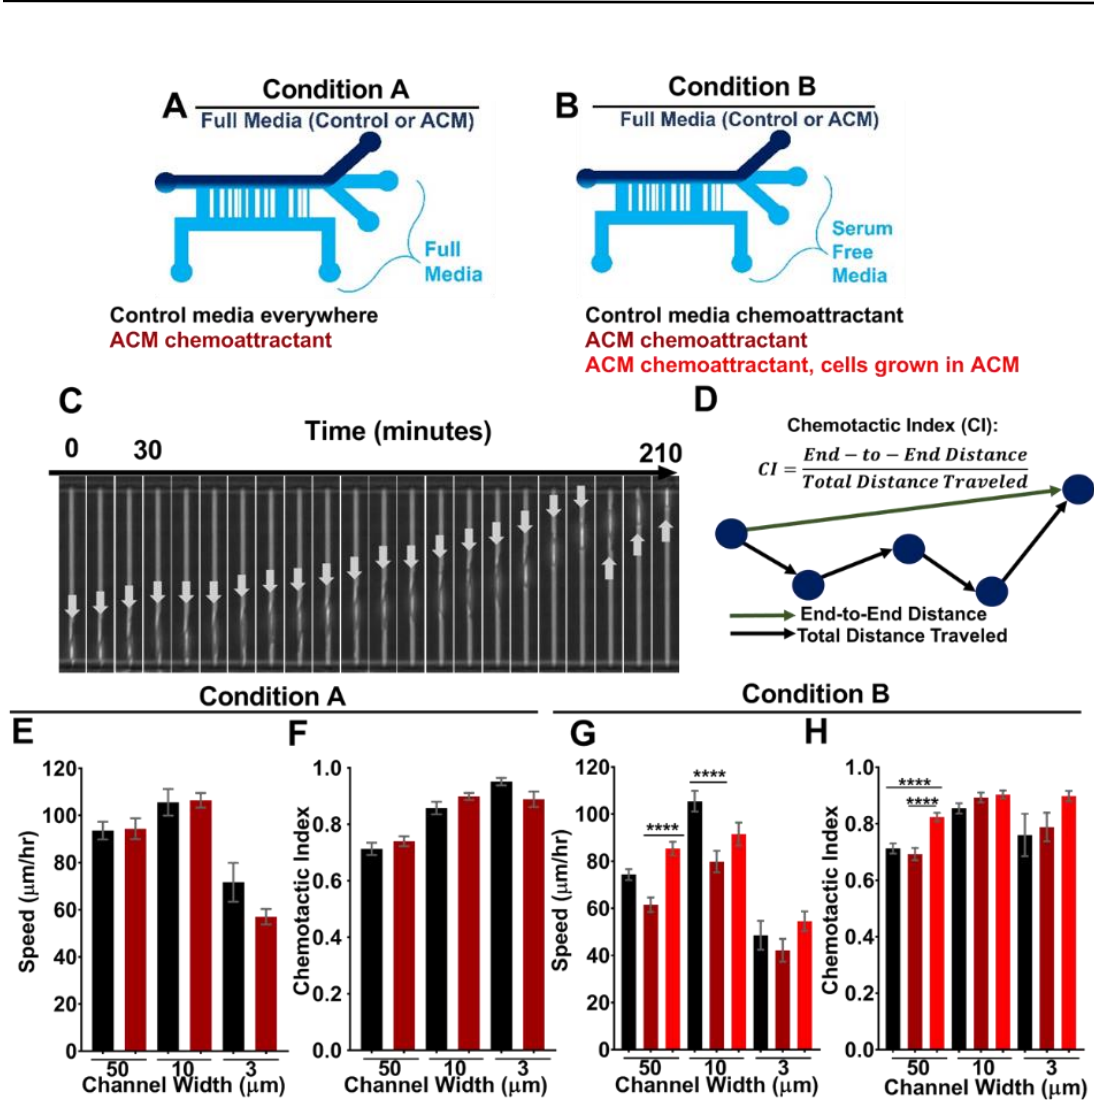 Condition A
A
Full Media (Control or ACM)
Full
Media
Control media everywhere
ACM chemoattractant
Condition B
B
Full Media (Control or ACM)
Serum
Free
Media
Control media chemoattractant
ACM chemoattractant
ACM chemoattractant, cells grown in ACM
C
Time (minutes)
0 30 210
D
Chemotactic Index (CI):
CI = End − to − End Distance / Total Distance Traveled
End-to-End Distance
Total Distance Traveled
Condition A
E
Speed (μm/hr)
120
100
80
60
40
20
0
50 10 3
Channel Width (μm)
F
Chemotactic Index
1.0
0.8
0.6
0.4
0.2
0.0
50 10 3
Channel Width (μm)
Condition B
G
Speed (μm/hr)
120
100
80
60
40
20
0
****
****
50 10 3
Channel Width (μm)
H
Chemotactic Index
1.0
0.8
0.6
0.4
0.2
0.0
****
****
50 10 3
Channel Width (μm)